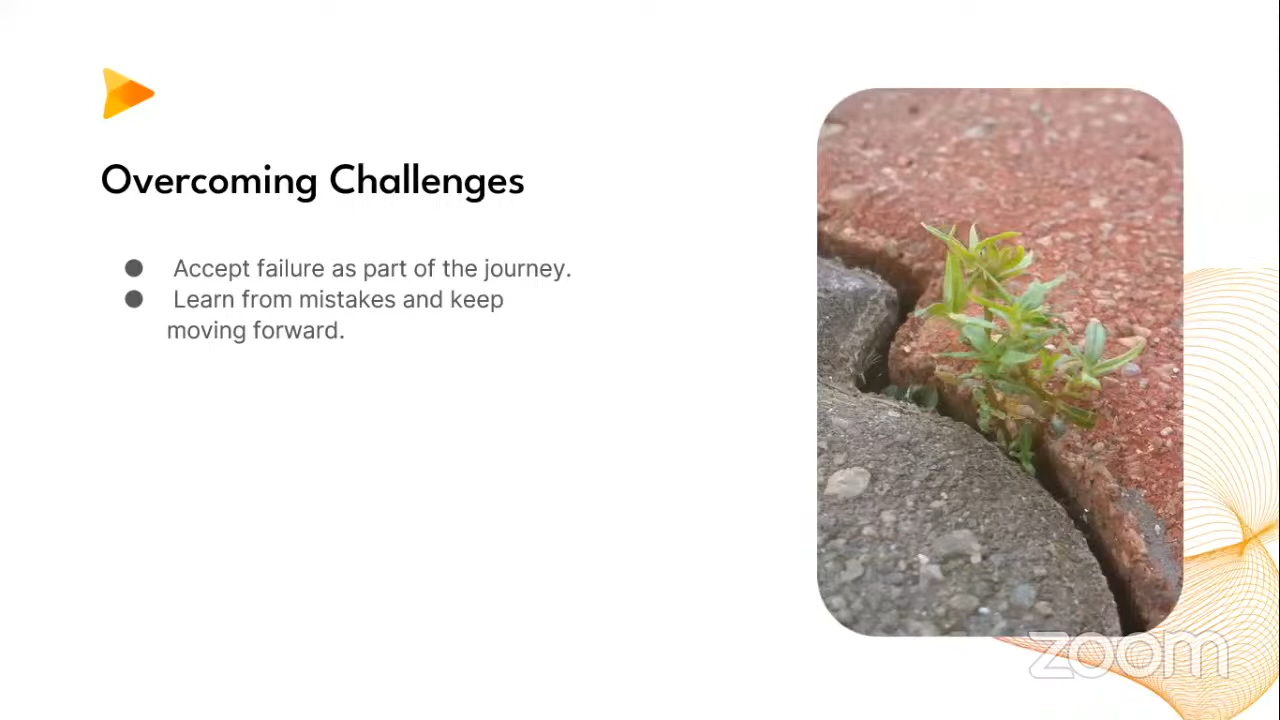 Overcoming Challenges
● Accept failure as part of the journey.
● Learn from mistakes and keep
moving forward.
zoom